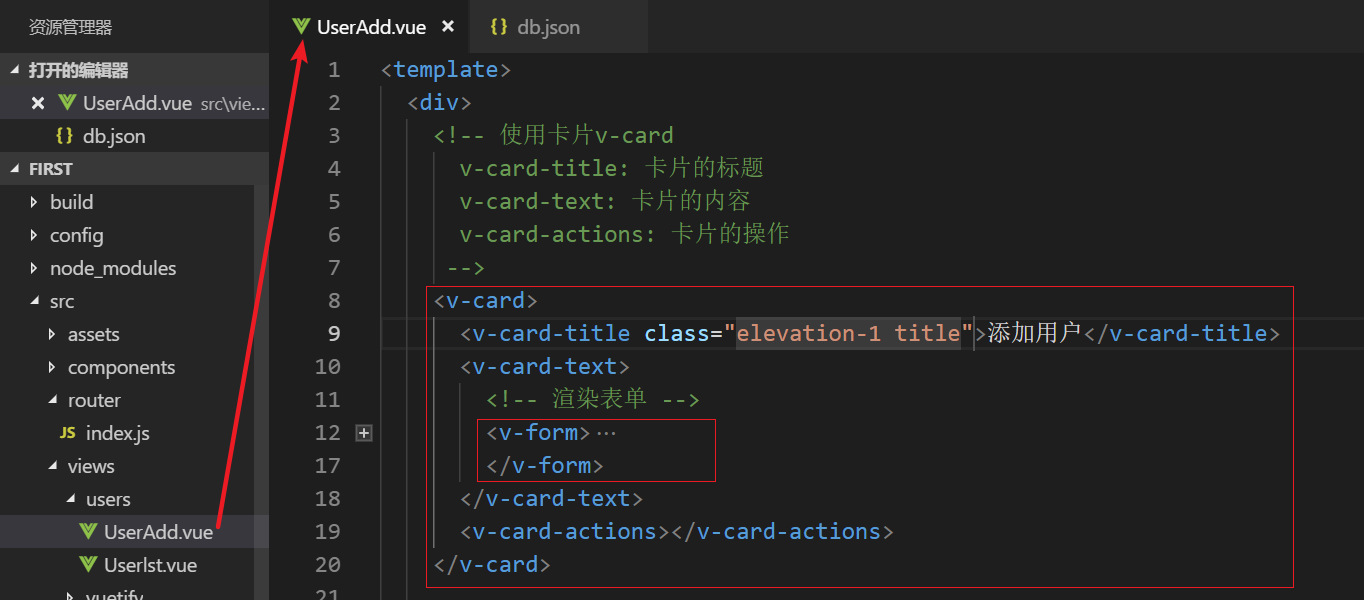 资源管理器
打开的编辑器
UserAdd.vue src\vie...
{} db.json
FIRST
build
config
node_modules
src
assets
components
router
JS index.js
views
users
UserAdd.vue
Userlst.vue
vuetify
UserAdd.vue
{} db.json
1 <template>
2 <div>
3 <!-- 使用卡片v-card
4 v-card-title: 卡片的标题
5 v-card-text: 卡片的内容
6 v-card-actions: 卡片的操作
7 -->
8 <v-card>
9 <v-card-title class="elevation-1 title">添加用户</v-card-title>
10 <v-card-text>
11 <!-- 渲染表单 -->
12 <v-form>…
17 </v-form>
18 </v-card-text>
19 <v-card-actions></v-card-actions>
20 </v-card>
21